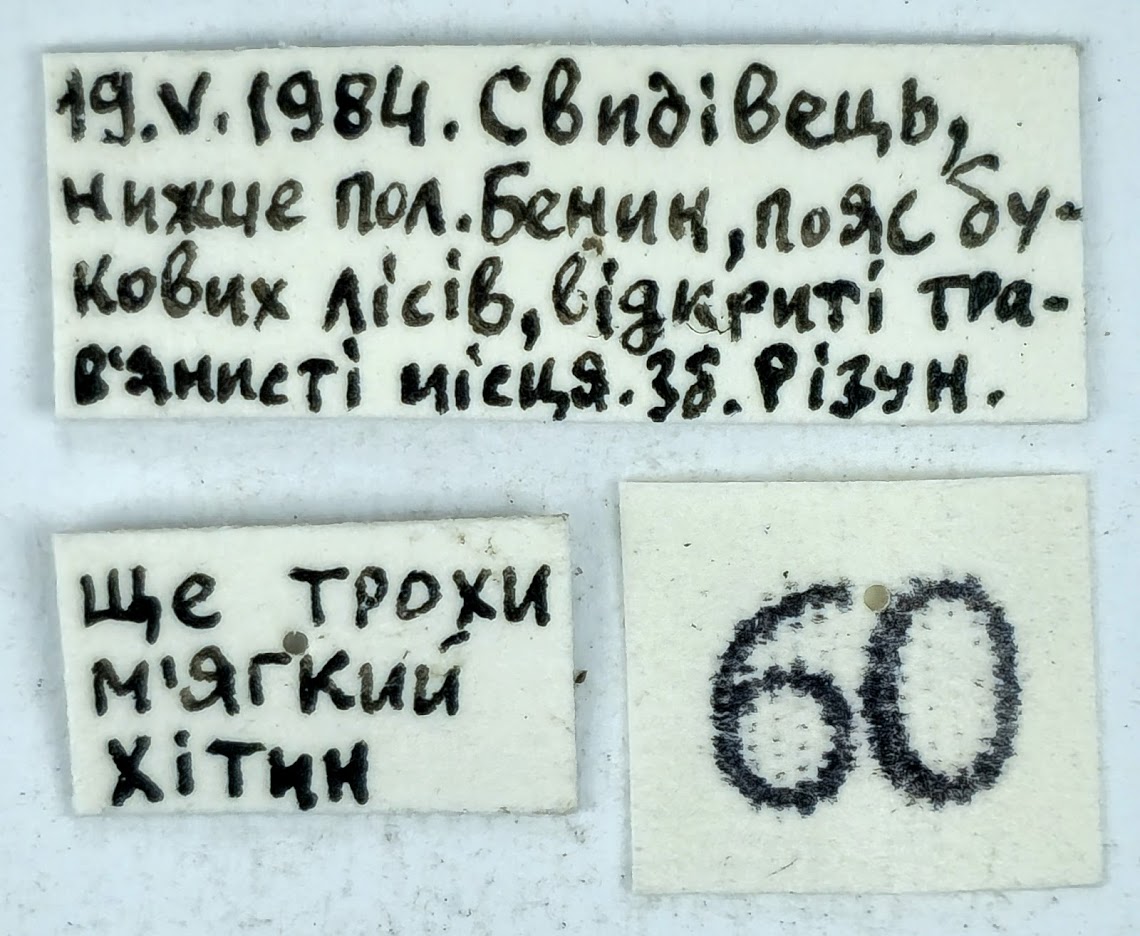 19.V.1984. Свидівець,
нижче пол. Бенин, пояс бу-
кових лісів, відкриті тра-
в'янисті місця. Зб. Різун.
ще трохи
м'ягкий
хітин
60